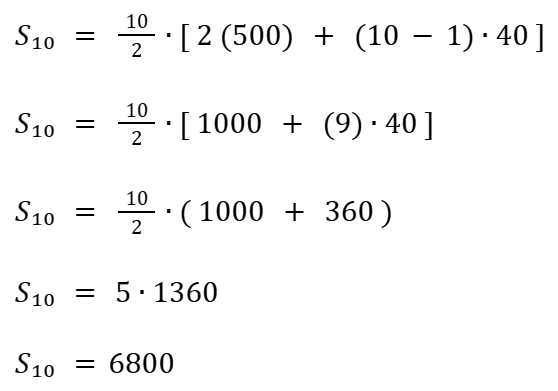 S₁₀ = 10/2 · [ 2 (500) + (10 − 1) · 40 ]
S₁₀ = 10/2 · [ 1000 + (9) · 40 ]
S₁₀ = 10/2 · ( 1000 + 360 )
S₁₀ = 5 · 1360
S₁₀ = 6800